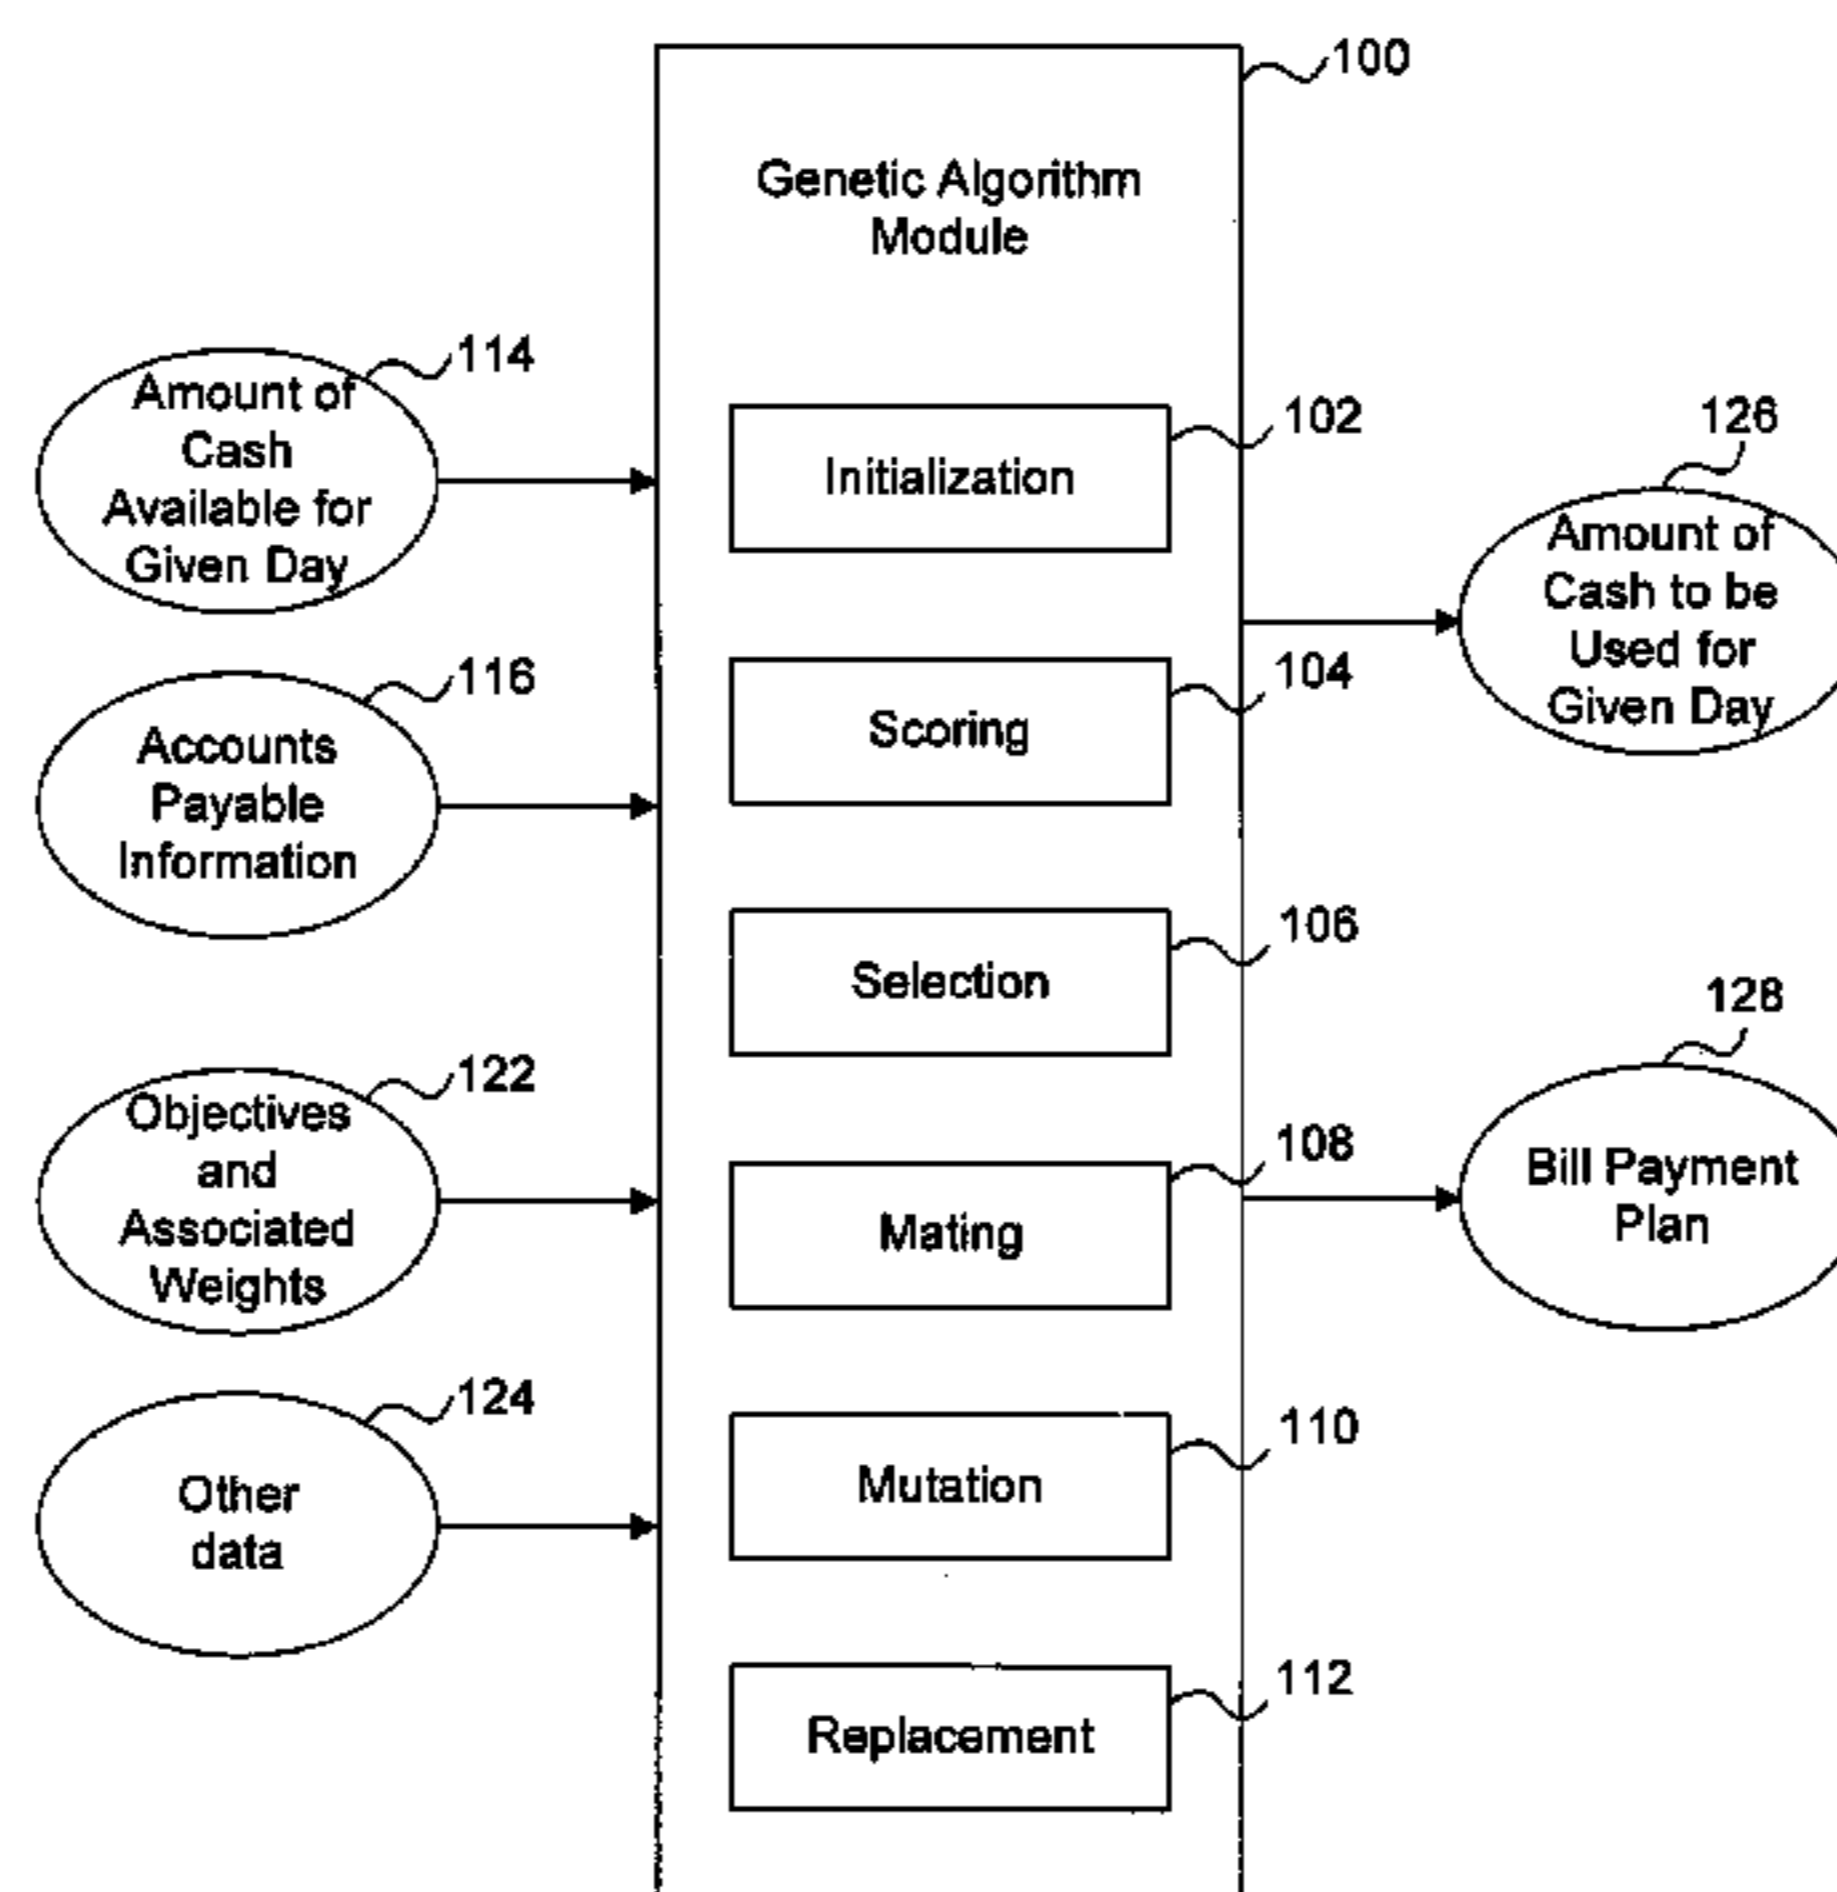 100
Genetic Algorithm
Module
114
Amount of
Cash
Available for
Given Day
116
Accounts
Payable
Information
122
Objectives
and
Associated
Weights
124
Other
data
102
Initialization
104
Scoring
106
Selection
108
Mating
110
Mutation
112
Replacement
126
Amount of
Cash to be
Used for
Given Day
128
Bill Payment
Plan